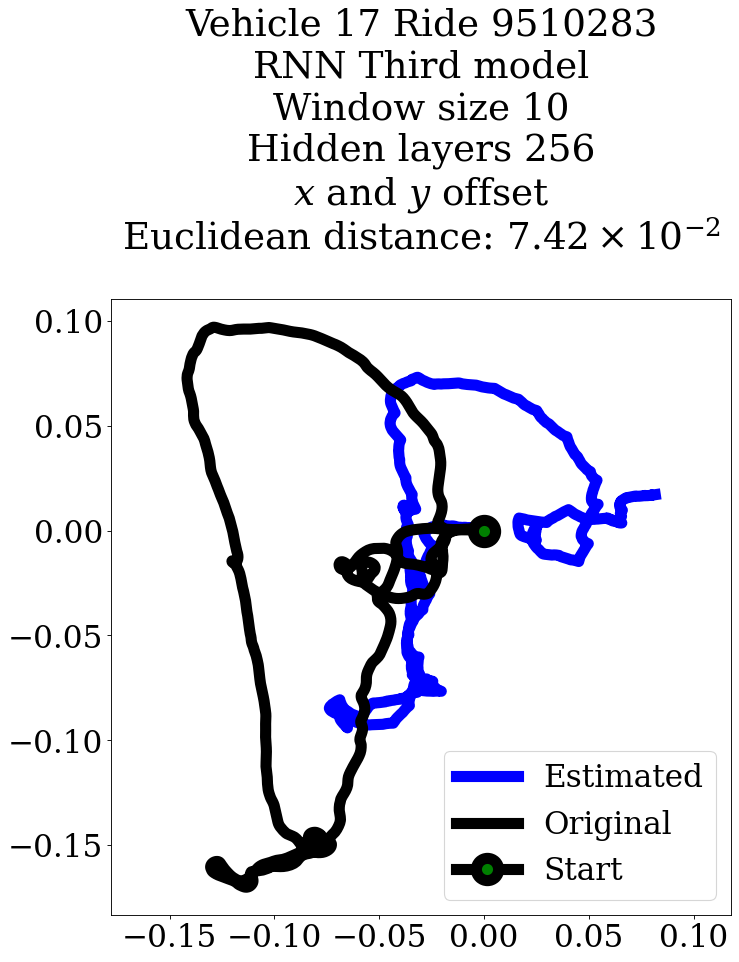 Vehicle 17 Ride 9510283
RNN Third model
Window size 10
Hidden layers 256
x and y offset
Euclidean distance: 7.42 × 10⁻²
0.10
0.05
0.00
−0.05
−0.10
−0.15
Estimated
Original
Start
−0.15 −0.10 −0.05 0.00 0.05 0.10